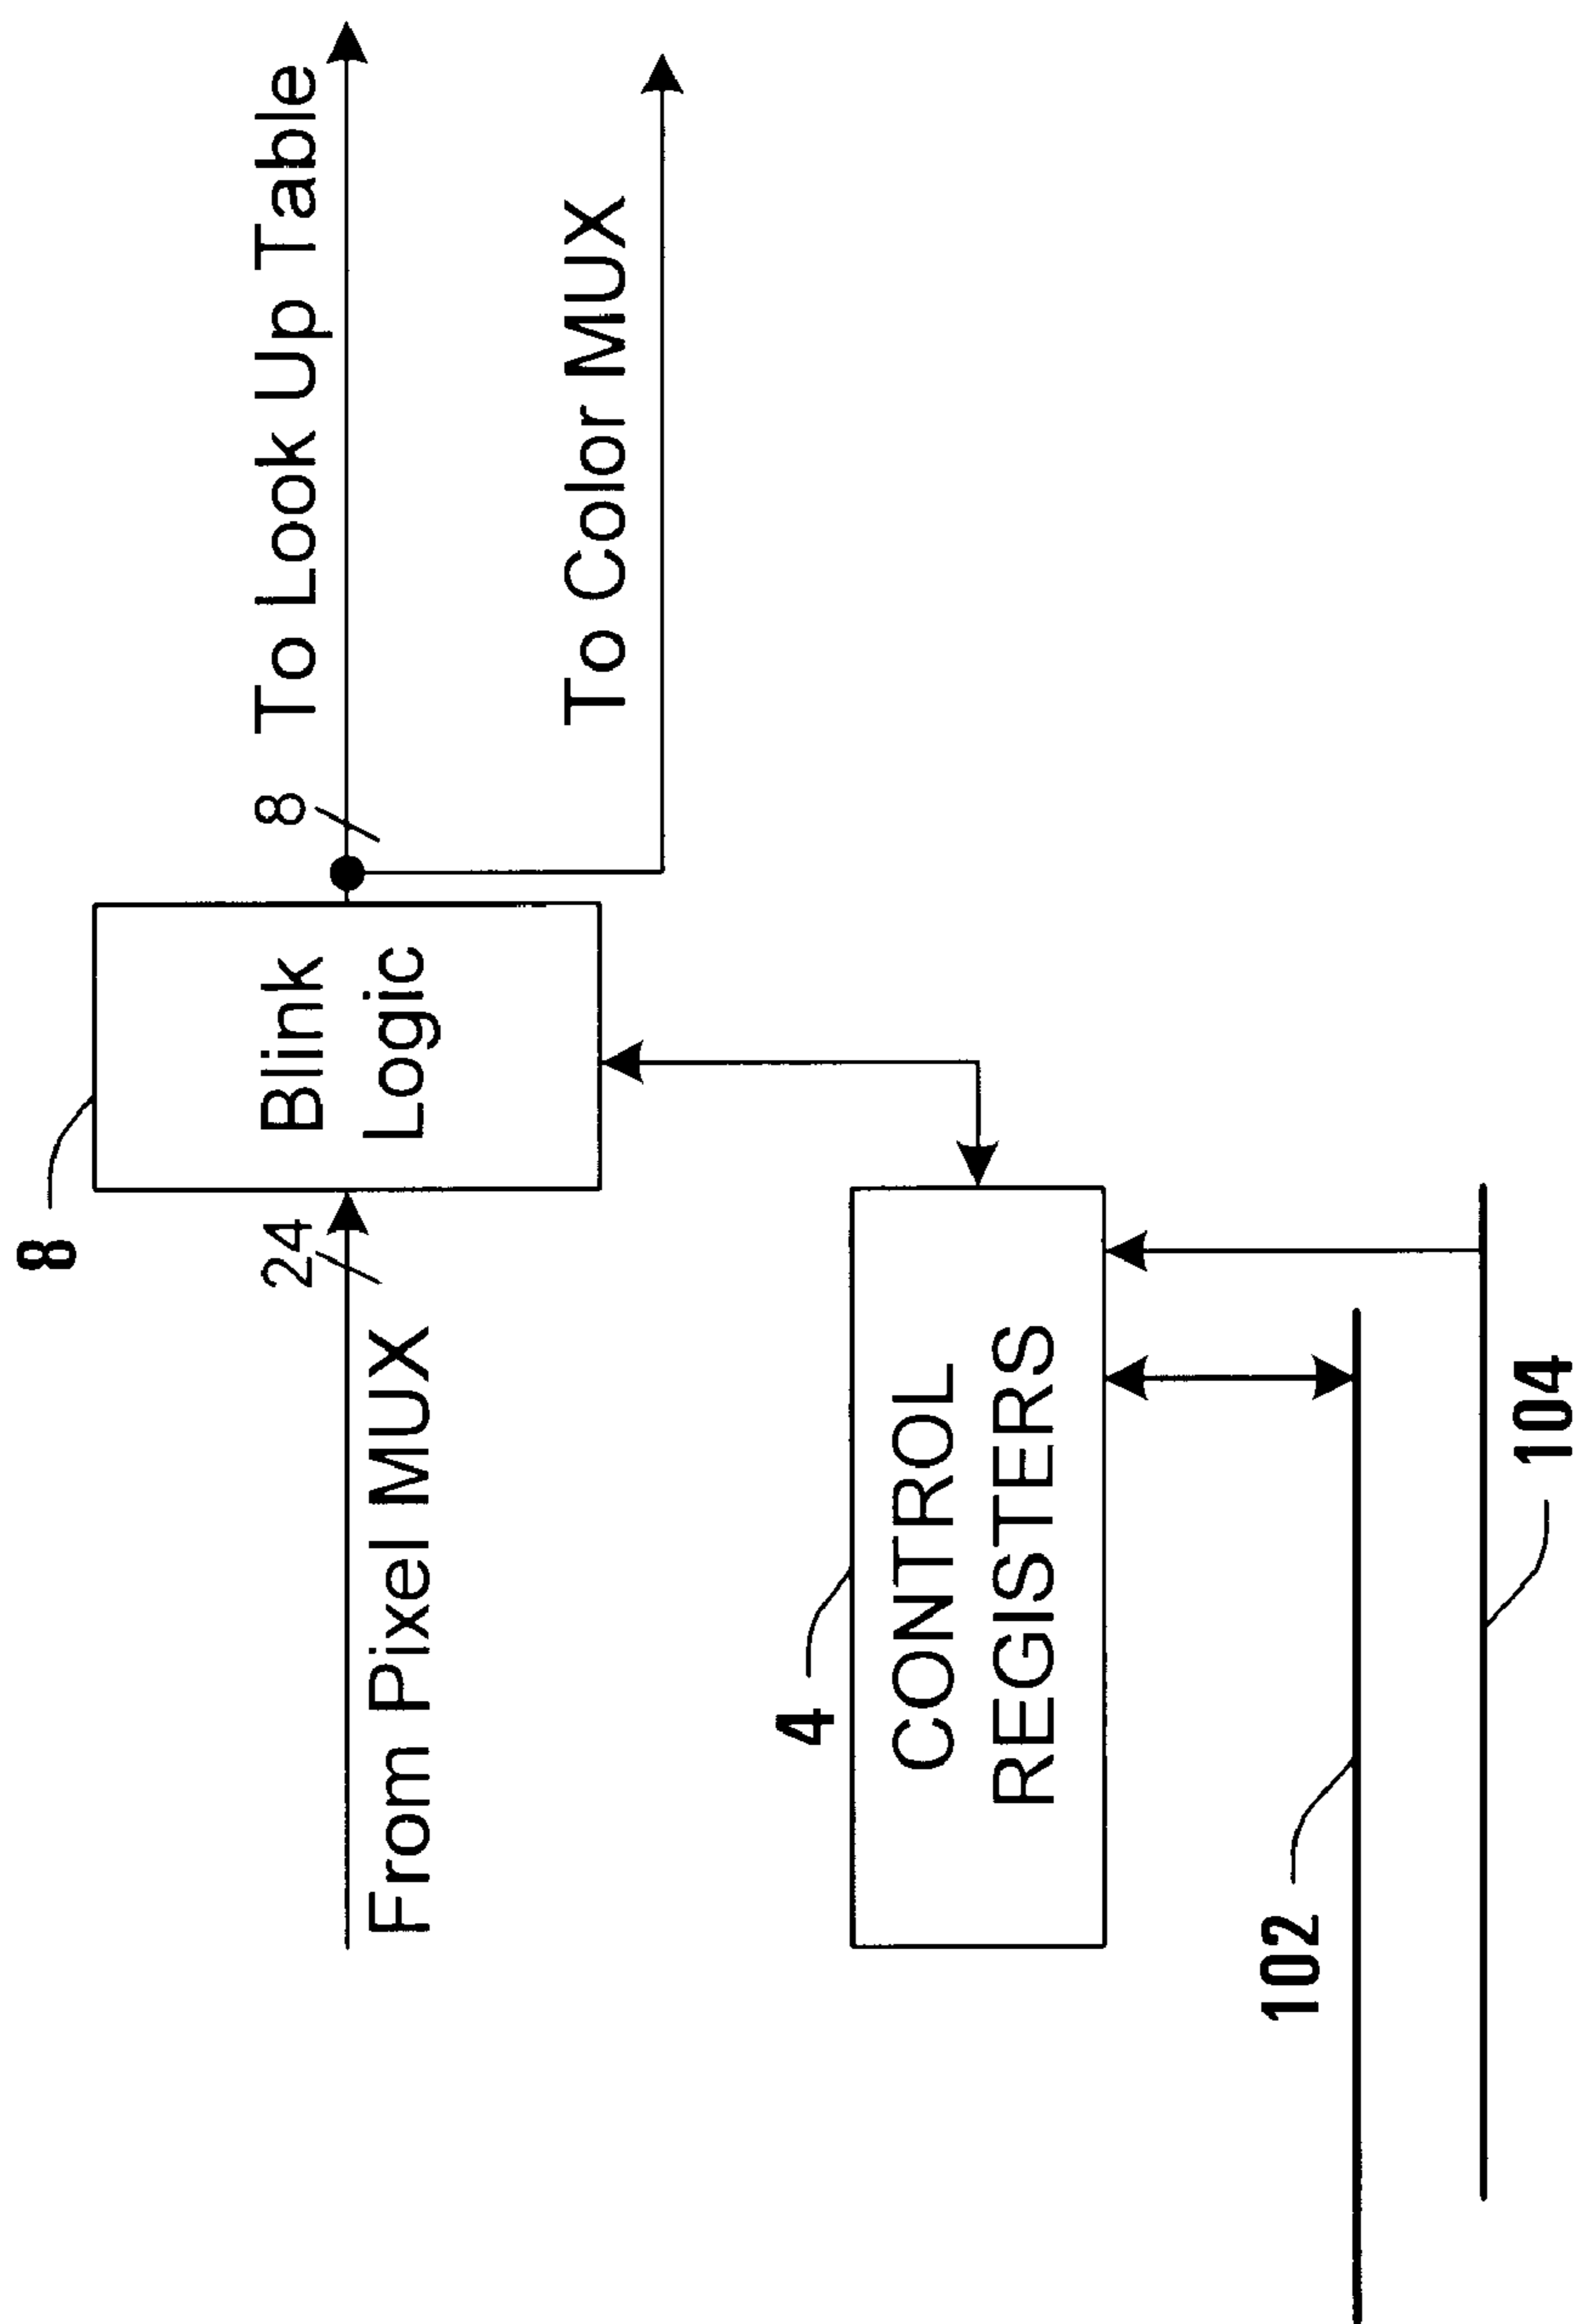 8
8
To Look Up Table
24
Blink
Logic
From Pixel MUX
To Color MUX
4
CONTROL
REGISTERS
102
104